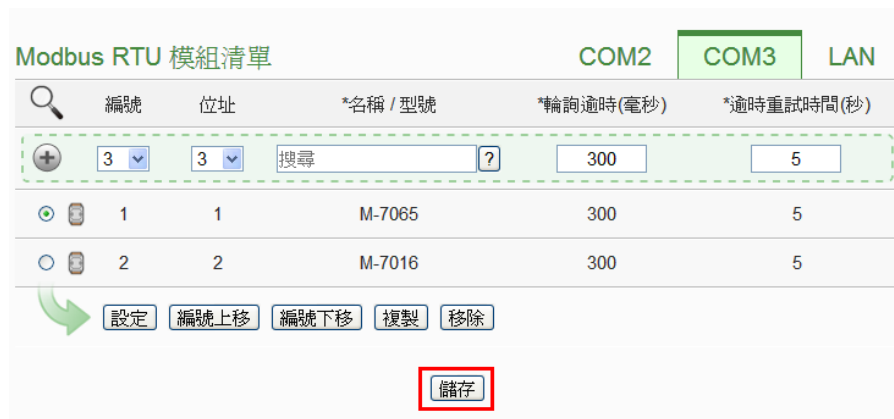 Modbus RTU 模組清單 COM2 COM3 LAN
編號 位址 *名稱 / 型號 *輪詢逾時(毫秒) *逾時重試時間(秒)
3 3 搜尋 ? 300 5
1 1 M-7065 300 5
2 2 M-7016 300 5
設定 編號上移 編號下移 複製 移除
儲存